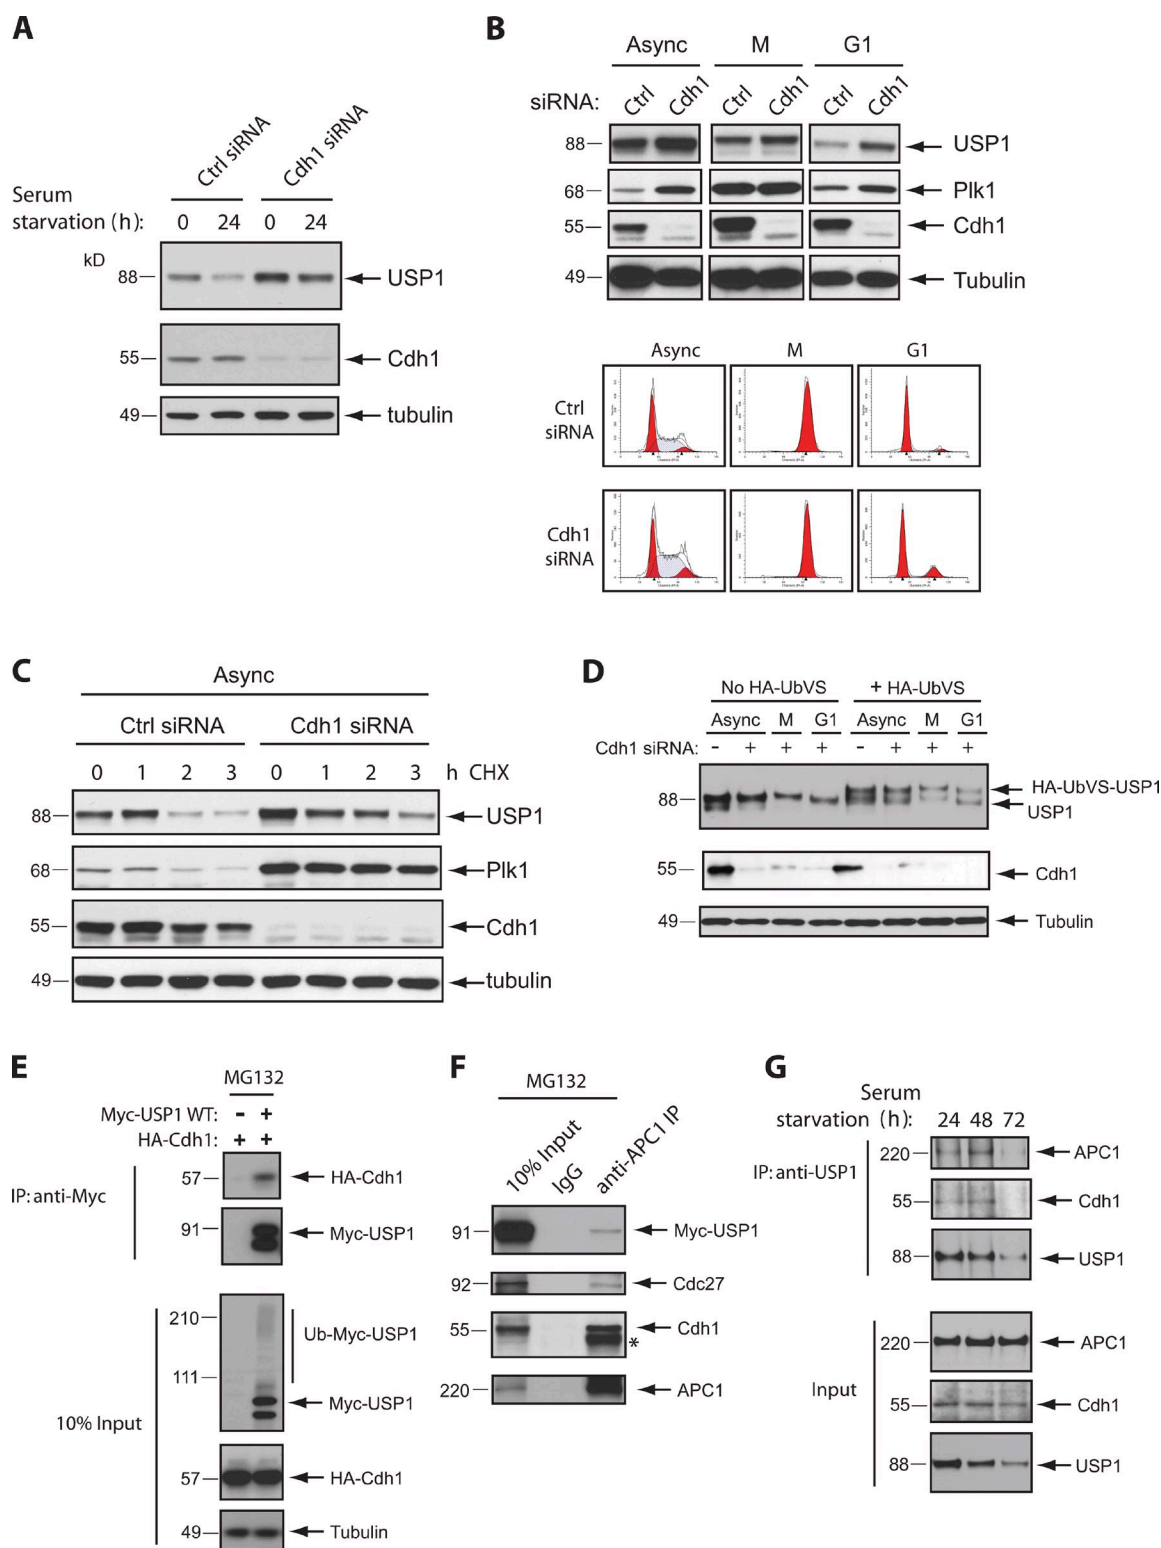 A
Ctrl siRNA
Cdh1 siRNA
Serum
starvation (h): 0 24 0 24
kD
88 USP1
55 Cdh1
49 tubulin
B
Async M G1
siRNA: Ctrl Cdh1 Ctrl Cdh1 Ctrl Cdh1
88 USP1
68 Plk1
55 Cdh1
49 Tubulin
Async M G1
Ctrl
siRNA
Cdh1
siRNA
C
Async
Ctrl siRNA Cdh1 siRNA
0 1 2 3 0 1 2 3 h CHX
88 USP1
68 Plk1
55 Cdh1
49 tubulin
D
No HA-UbVS + HA-UbVS
Async M G1 Async M G1
Cdh1 siRNA: - + + + - + + +
HA-UbVS-USP1
88 USP1
55 Cdh1
49 Tubulin
E
MG132
Myc-USP1 WT: - +
HA-Cdh1: + +
IP: anti-Myc
57 HA-Cdh1
91 Myc-USP1
210
Ub-Myc-USP1
111
Myc-USP1
10% Input
57 HA-Cdh1
49 Tubulin
F
MG132
10% Input
IgG
anti-APC1 IP
91 Myc-USP1
92 Cdc27
55 Cdh1
*
220 APC1
G
Serum
starvation (h): 24 48 72
IP: anti-USP1
220 APC1
55 Cdh1
88 USP1
Input
220 APC1
55 Cdh1
88 USP1